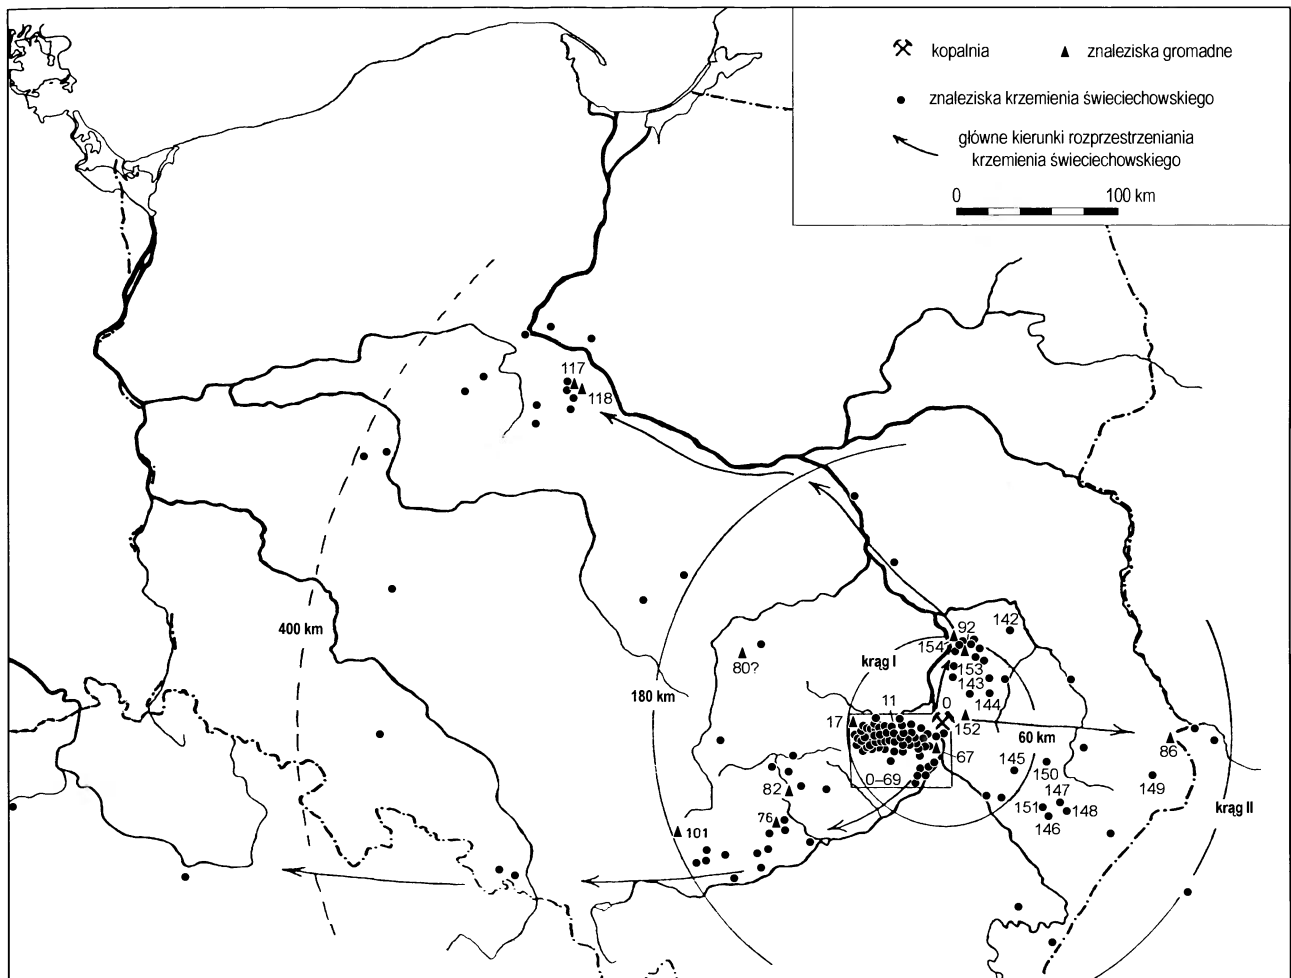 kopalnia
znaleziska gromadne
znaleziska krzemienia świeciechowskiego
główne kierunki rozprzestrzeniania
krzemienia świeciechowskiego
0 100 km
117
118
400 km
180 km
60 km
krąg I
krąg II
92
142
154
153
143
144
80?
17
11
0
152
67
0–69
86
145
150
149
147
151
148
146
82
76
101